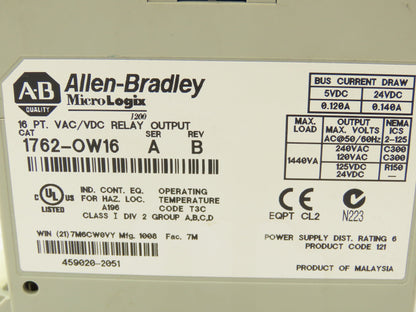 A-B
QUALITY
Allen-Bradley
MicroLogix
1200
16 PT. VAC/VDC RELAY OUTPUT
CAT SER REV
1762-OW16 A B
BUS CURRENT DRAW
5VDC 24VDC
0.120A 0.140A
MAX. LOAD OUTPUT MAX. VOLTS AC@50/60Hz NEMA ICS 2-125
1440VA 240VAC C300
120VAC C300
125VDC R150
24VDC —
c UL US
LISTED
IND. CONT. EQ. OPERATING
FOR HAZ. LOC. TEMPERATURE
A196 CODE T3C
CLASS I DIV 2 GROUP A,B,C,D
CE
EQPT CL2 N223
WIN (21)7M6CW0VY Mfg. 1008 Fac. 7M
POWER SUPPLY DIST. RATING 6
PRODUCT CODE 121
459020-2051
PRODUCT OF MALAYSIA